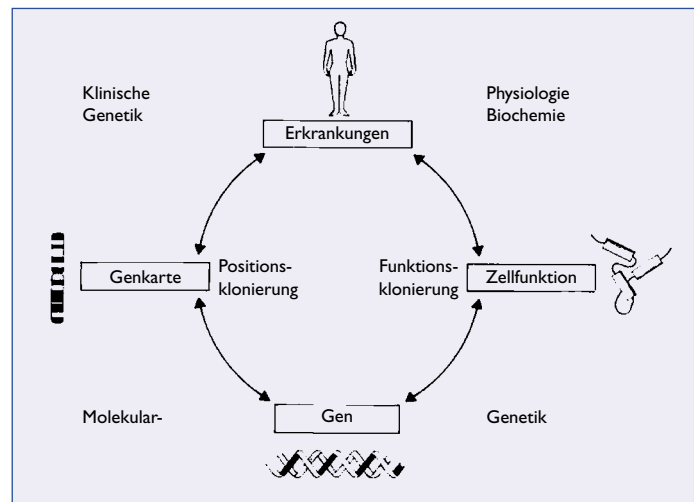 Klinische
Genetik
Physiologie
Biochemie
Erkrankungen
Genkarte
Positions-
klonierung
Funktions-
klonierung
Zellfunktion
Molekular-
Gen
Genetik